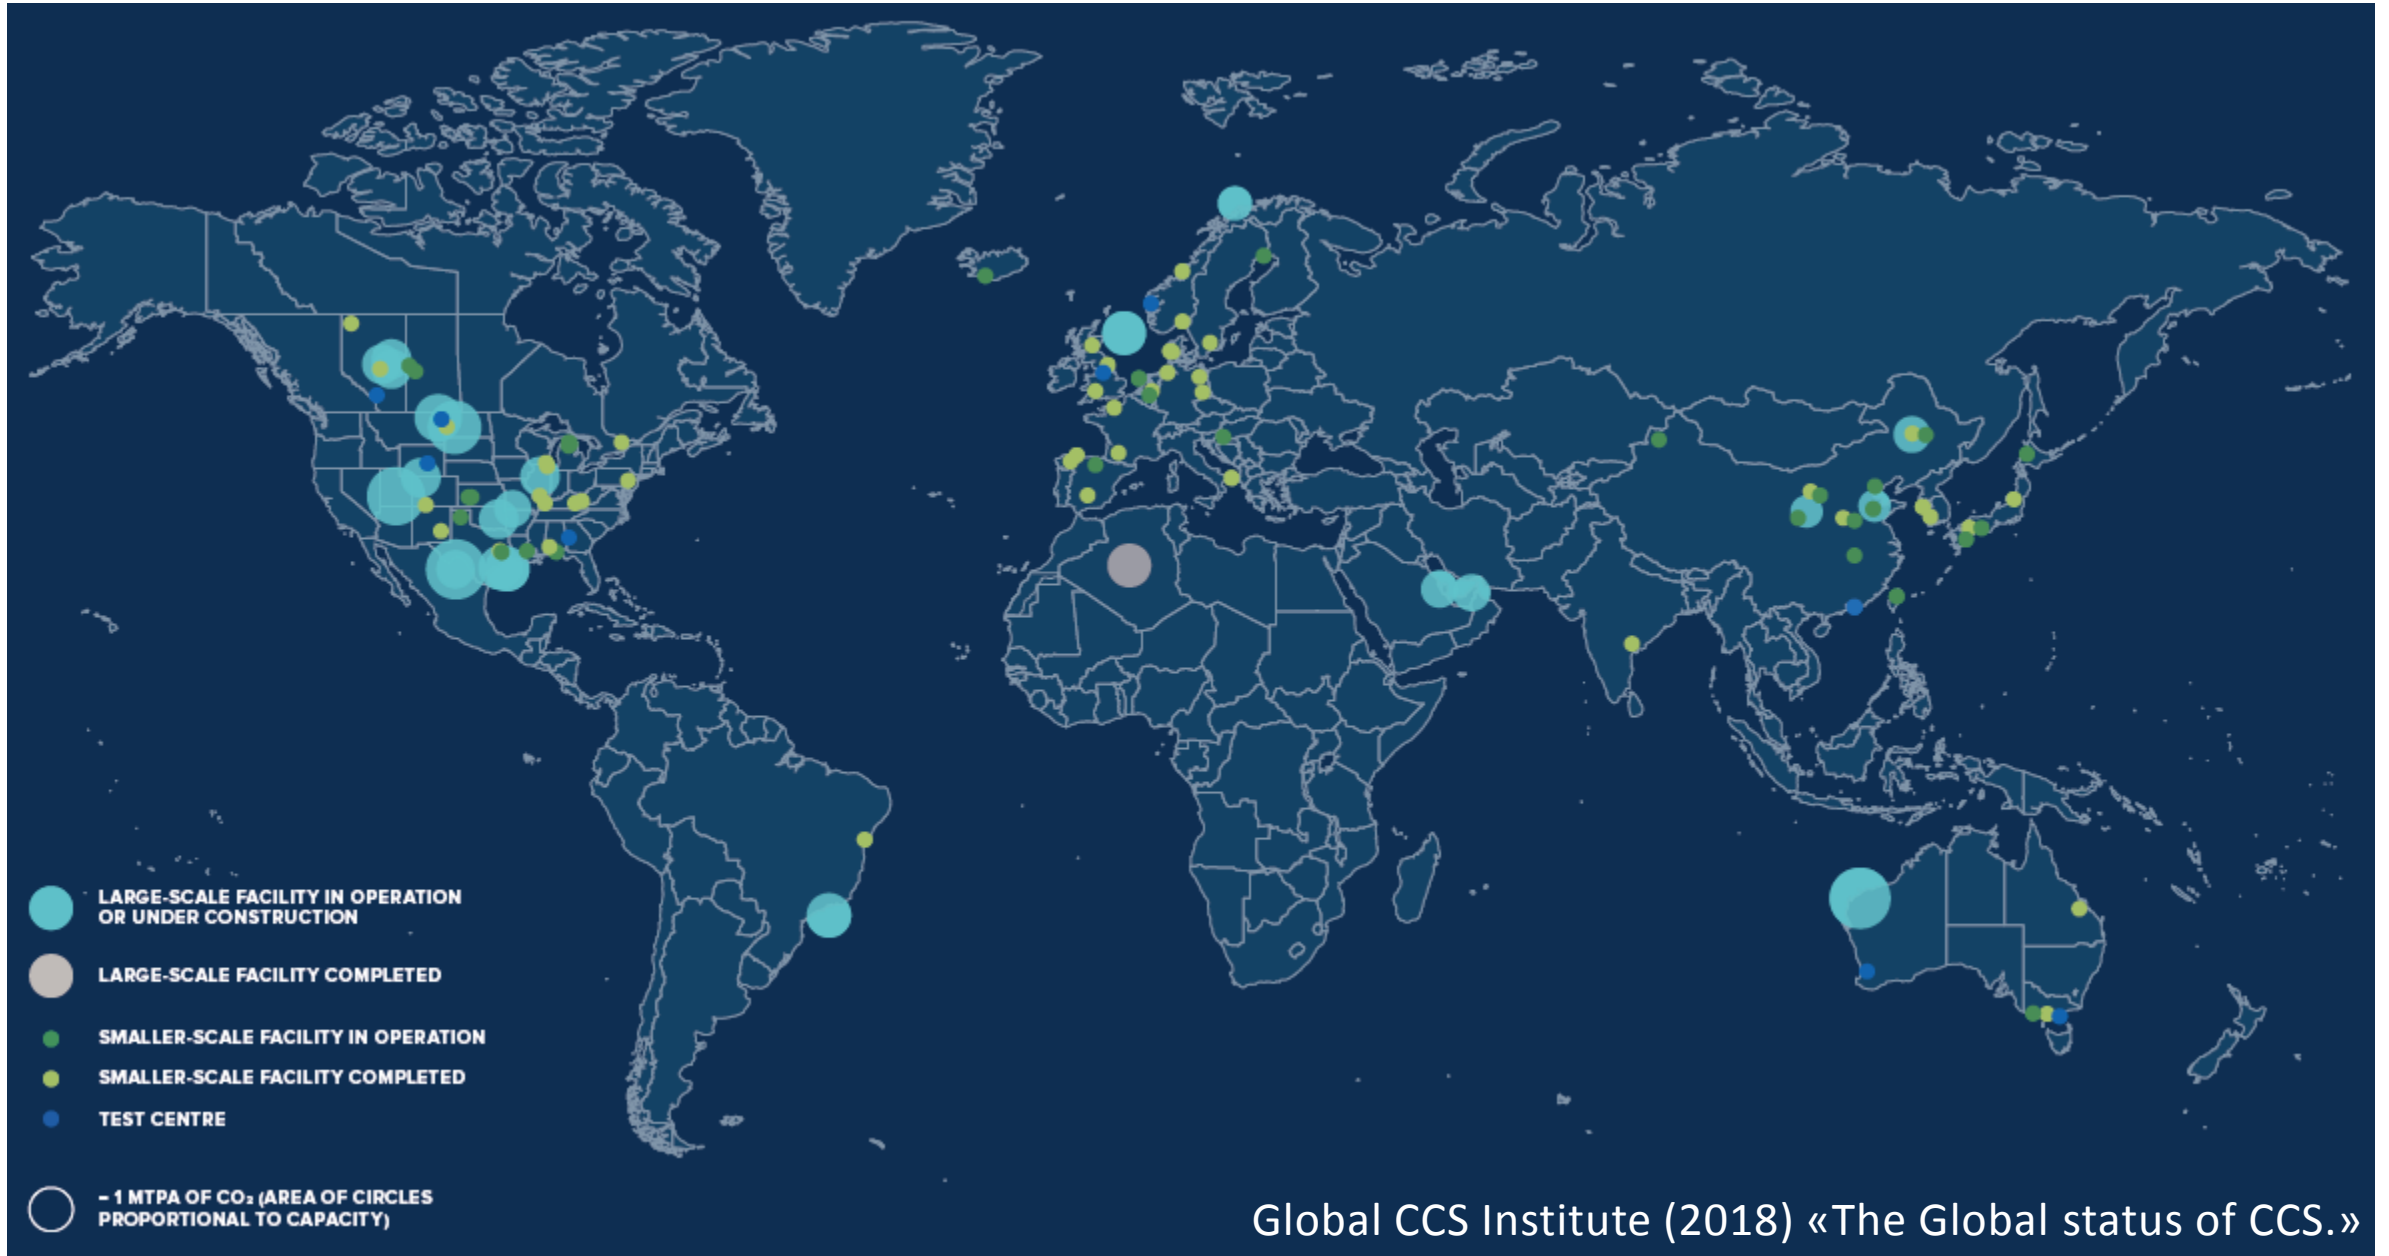 LARGE-SCALE FACILITY IN OPERATION
OR UNDER CONSTRUCTION
LARGE-SCALE FACILITY COMPLETED
SMALLER-SCALE FACILITY IN OPERATION
SMALLER-SCALE FACILITY COMPLETED
TEST CENTRE
~ 1 MTPA OF CO₂ (AREA OF CIRCLES
PROPORTIONAL TO CAPACITY)
Global CCS Institute (2018) «The Global status of CCS.»